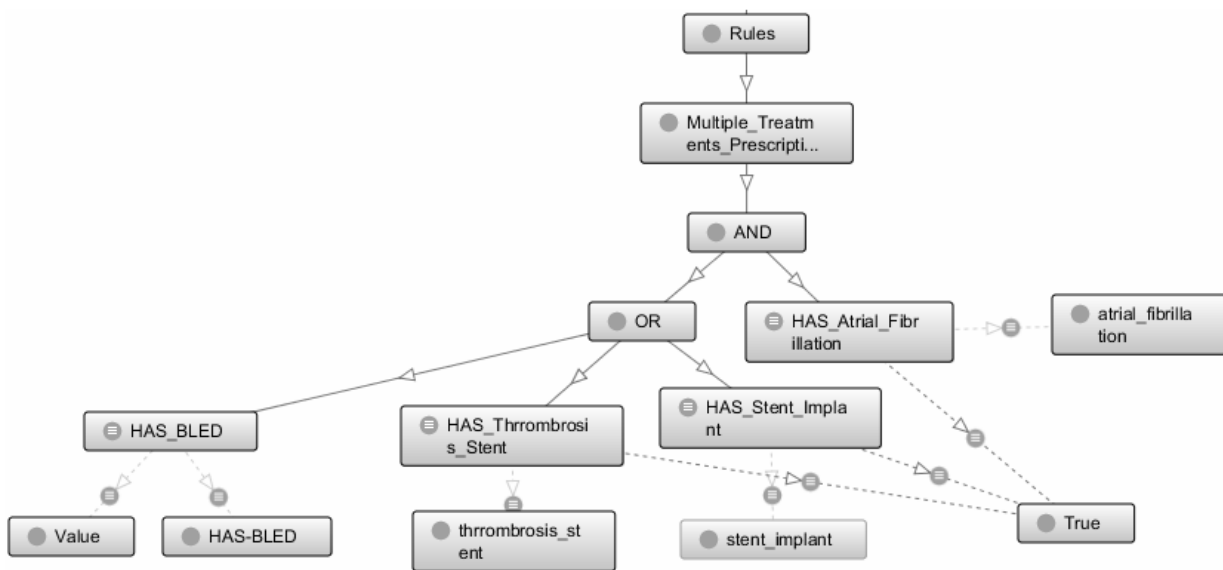 Rules
Multiple_Treatm
ents_Prescripti...
AND
OR
HAS_Atrial_Fibr
illation
atrial_fibrilla
tion
HAS_BLED
HAS_Thrrombrosi
s_Stent
HAS_Stent_Impla
nt
Value
HAS-BLED
thrrombrosis_st
ent
stent_implant
True